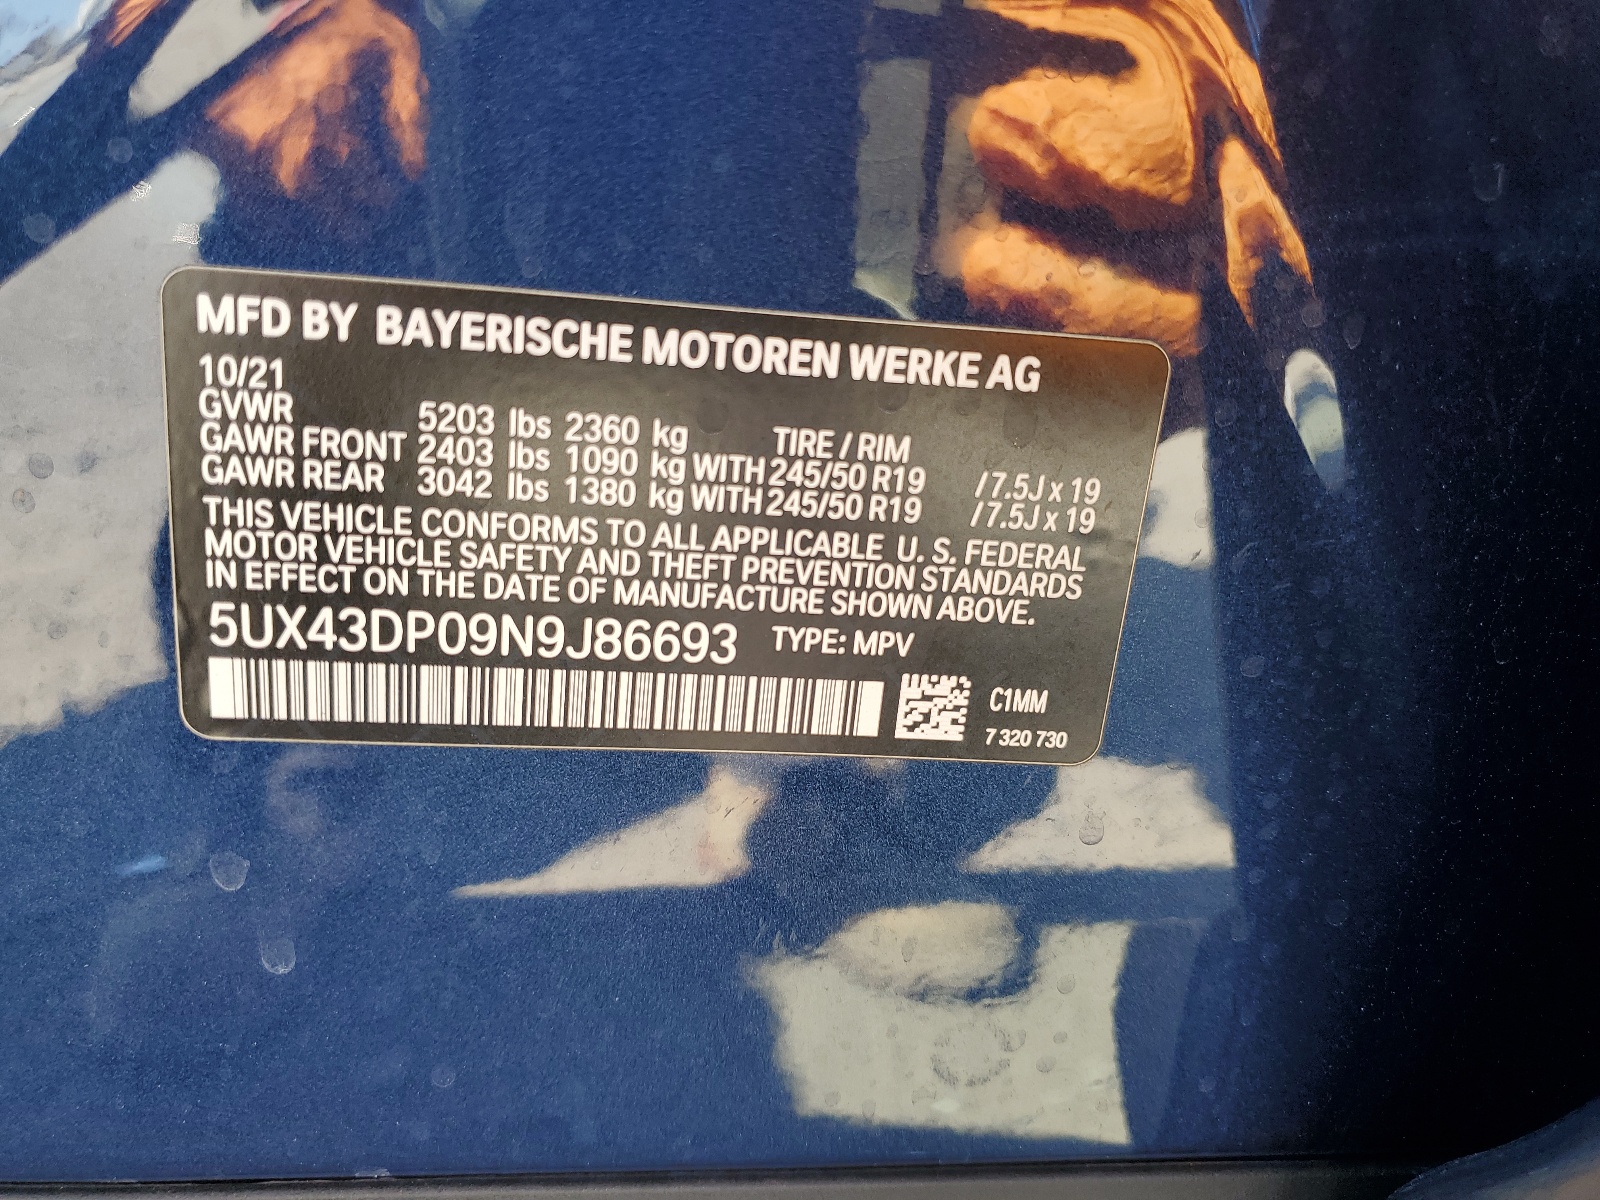 MFD BY BAYERISCHE MOTOREN WERKE AG
10/21
GVWR 5203 lbs 2360 kg TIRE / RIM
GAWR FRONT 2403 lbs 1090 kg WITH 245/50 R19 / 7.5J x 19
GAWR REAR 3042 lbs 1380 kg WITH 245/50 R19 / 7.5J x 19
THIS VEHICLE CONFORMS TO ALL APPLICABLE U. S. FEDERAL
MOTOR VEHICLE SAFETY AND THEFT PREVENTION STANDARDS
IN EFFECT ON THE DATE OF MANUFACTURE SHOWN ABOVE.
5UX43DP09N9J86693 TYPE: MPV
C1MM
7 320 730